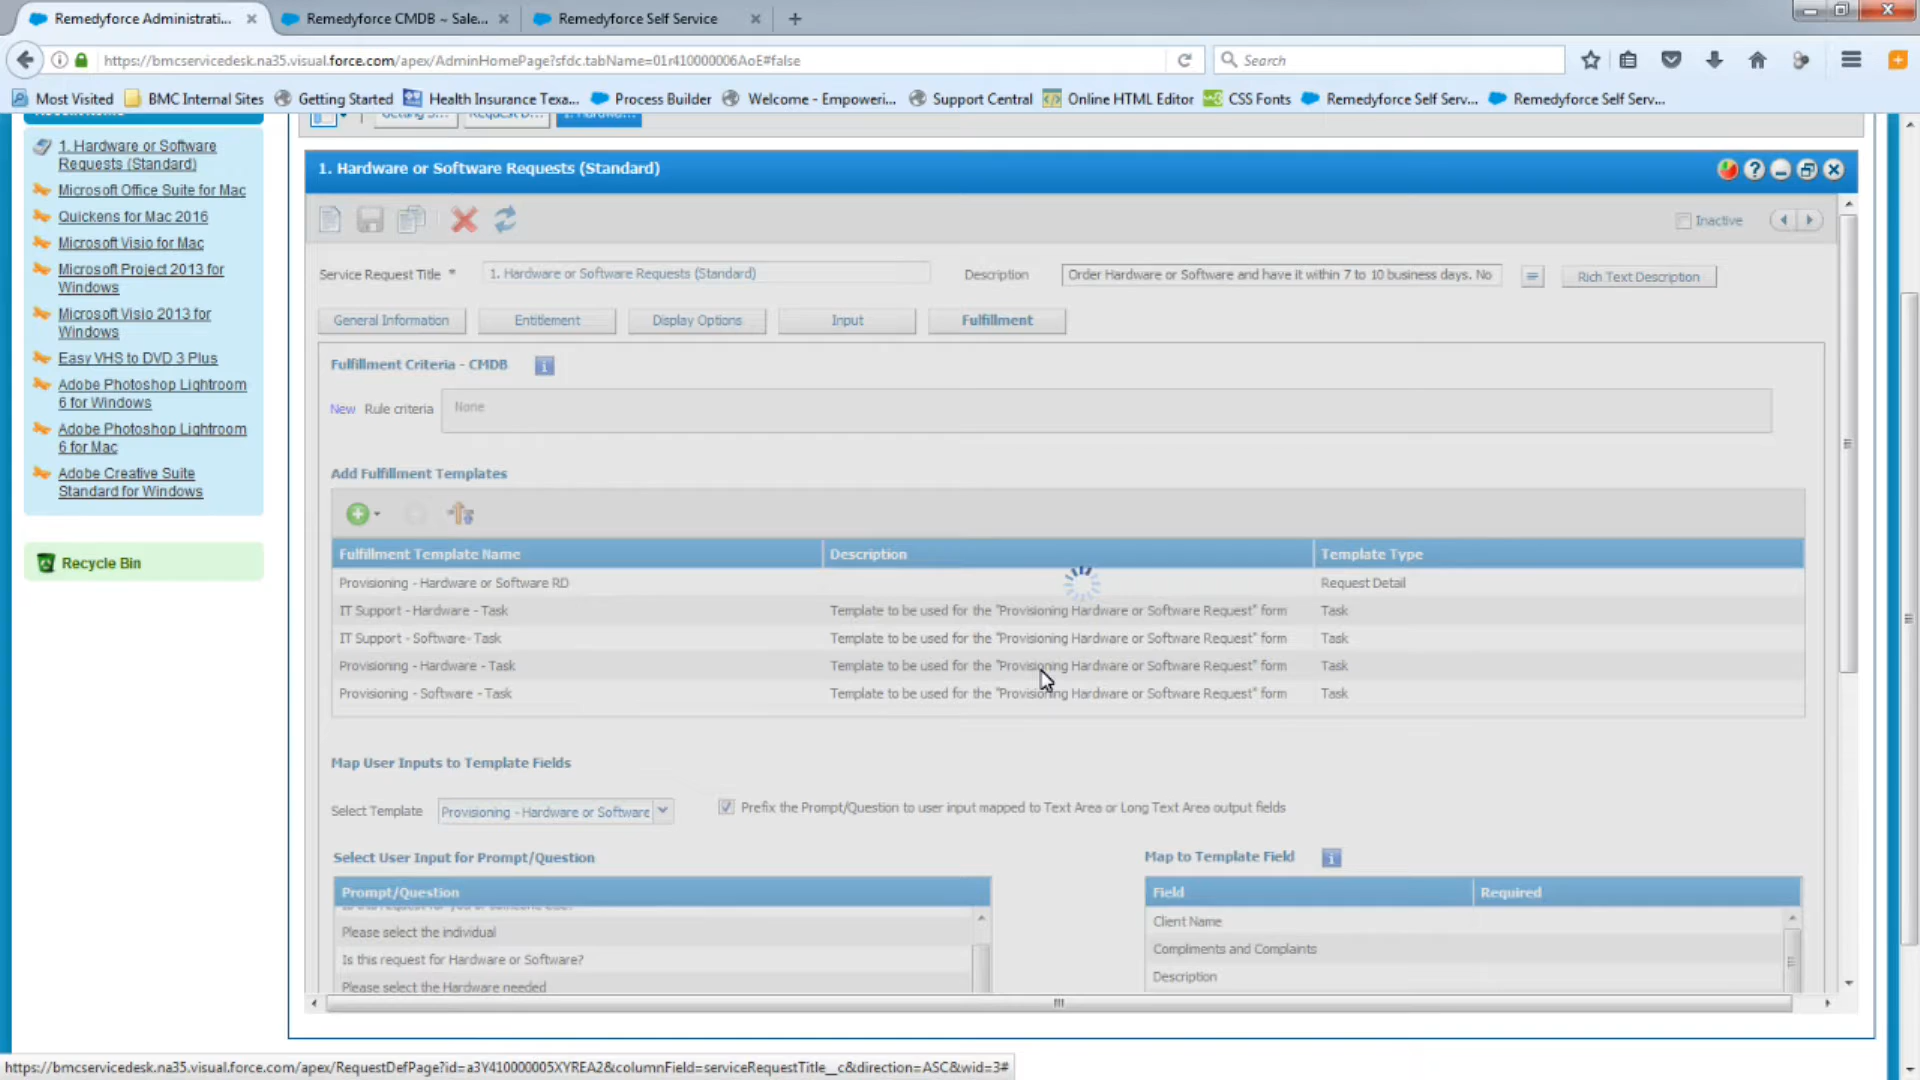 Remedyforce Administrati...
Remedyforce CMDB ~ Sale...
Remedyforce Self Service
https://bmcservicedesk.na35.visual.force.com/apex/AdminHomePage?sfdc.tabName=01r410000006AoE#false
Search
Most Visited
BMC Internal Sites
Getting Started
Health Insurance Texa...
Process Builder
Welcome - Empoweri...
Support Central
Online HTML Editor
CSS Fonts
Remedyforce Self Serv...
Remedyforce Self Serv...
1. Hardware or Software
Requests (Standard)
Microsoft Office Suite for Mac
Quickens for Mac 2016
Microsoft Visio for Mac
Microsoft Project 2013 for
Windows
Microsoft Visio 2013 for
Windows
Easy VHS to DVD 3 Plus
Adobe Photoshop Lightroom
6 for Windows
Adobe Photoshop Lightroom
6 for Mac
Adobe Creative Suite
Standard for Windows
Recycle Bin
1. Hardware or Software Requests (Standard)
Inactive
Service Request Title *
1. Hardware or Software Requests (Standard)
Description
Order Hardware or Software and have it within 7 to 10 business days. No
Rich Text Description
General Information
Entitlement
Display Options
Input
Fulfillment
Fulfillment Criteria - CMDB
New Rule criteria
None
Add Fulfillment Templates
Fulfillment Template Name
Description
Template Type
Provisioning - Hardware or Software RD
Request Detail
IT Support - Hardware - Task
Template to be used for the "Provisioning Hardware or Software Request" form
Task
IT Support - Software- Task
Template to be used for the "Provisioning Hardware or Software Request" form
Task
Provisioning - Hardware - Task
Template to be used for the "Provisioning Hardware or Software Request" form
Task
Provisioning - Software - Task
Template to be used for the "Provisioning Hardware or Software Request" form
Task
Map User Inputs to Template Fields
Select Template
Provisioning - Hardware or Software
Prefix the Prompt/Question to user input mapped to Text Area or Long Text Area output fields
Select User Input for Prompt/Question
Map to Template Field
Prompt/Question
Field
Required
Please select the individual
Is this request for Hardware or Software?
Please select the Hardware needed
Client Name
Compliments and Complaints
Description
https://bmcservicedesk.na35.visual.force.com/apex/RequestDefPage?id=a3Y410000005XYREA2&columnField=serviceRequestTitle__c&direction=ASC&wid=3#